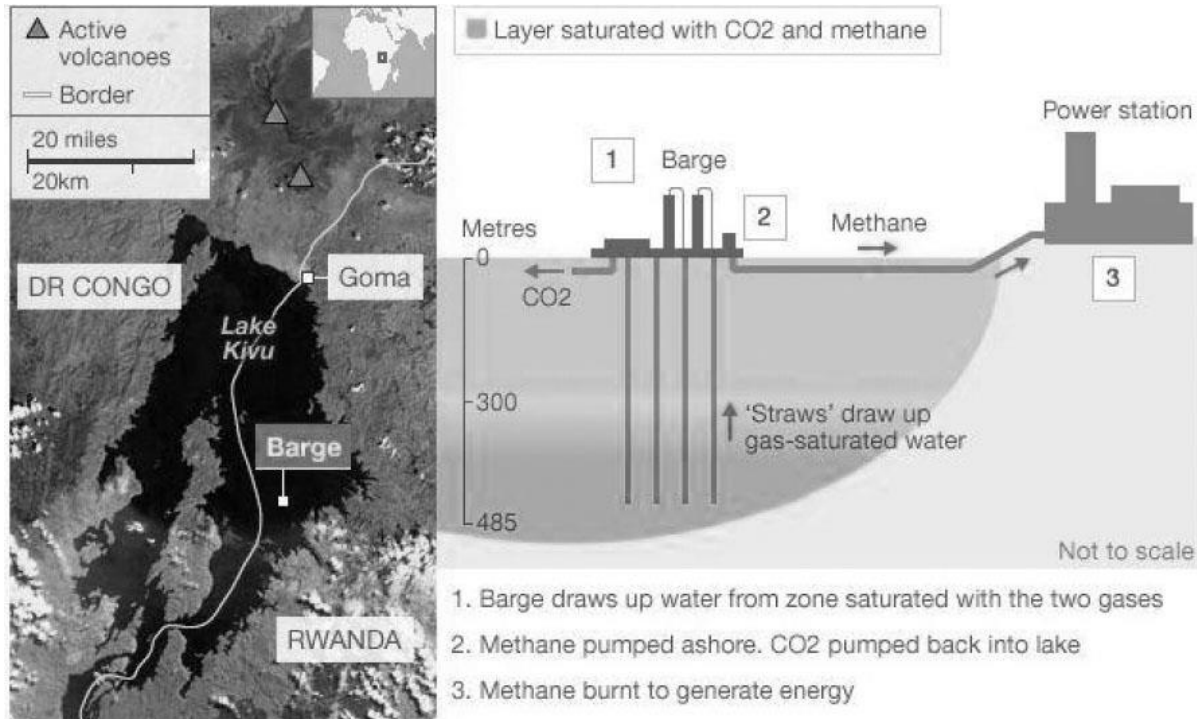 Active
volcanoes
Border
20 miles
20km
DR CONGO
Goma
Lake
Kivu
Barge
RWANDA
Layer saturated with CO2 and methane
Power station
1
Barge
2
Methane
Metres
0
CO2
3
300
'Straws' draw up
gas-saturated water
485
Not to scale
1. Barge draws up water from zone saturated with the two gases
2. Methane pumped ashore. CO2 pumped back into lake
3. Methane burnt to generate energy